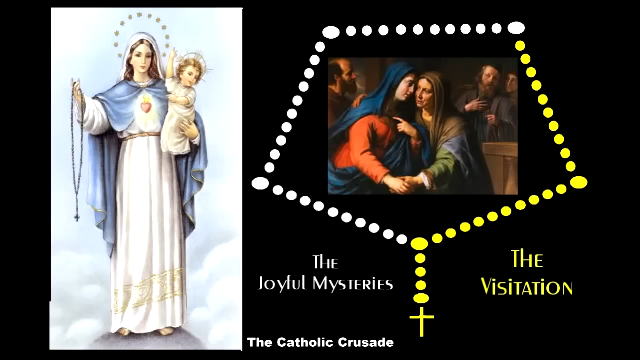 The
Joyful Mysteries
The
Visitation
The Catholic Crusade